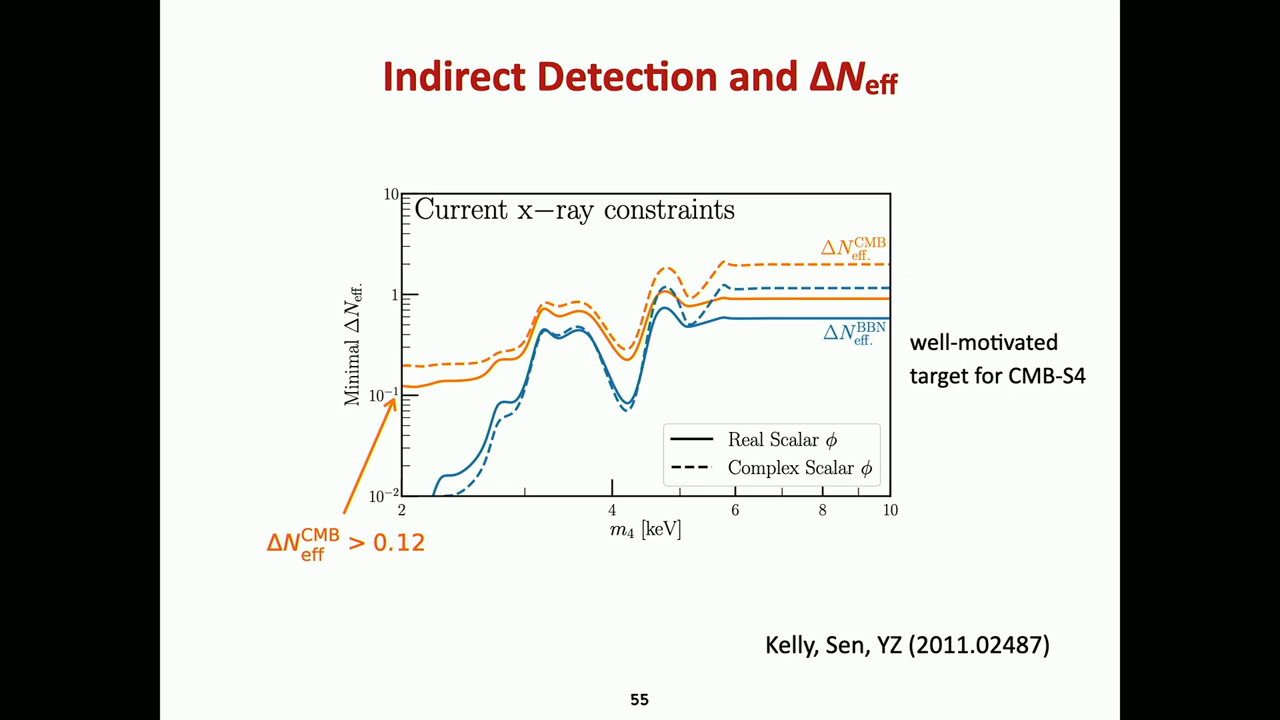 Indirect Detection and ΔNeff
Current x−ray constraints
ΔN^CMB_eff.
ΔN^BBN_eff.
well-motivated
target for CMB-S4
Minimal ΔNeff.
10
1
10⁻¹
10⁻²
Real Scalar ϕ
Complex Scalar ϕ
2
4
6
8
10
m₄ [keV]
ΔN^CMB_eff > 0.12
Kelly, Sen, YZ (2011.02487)
55